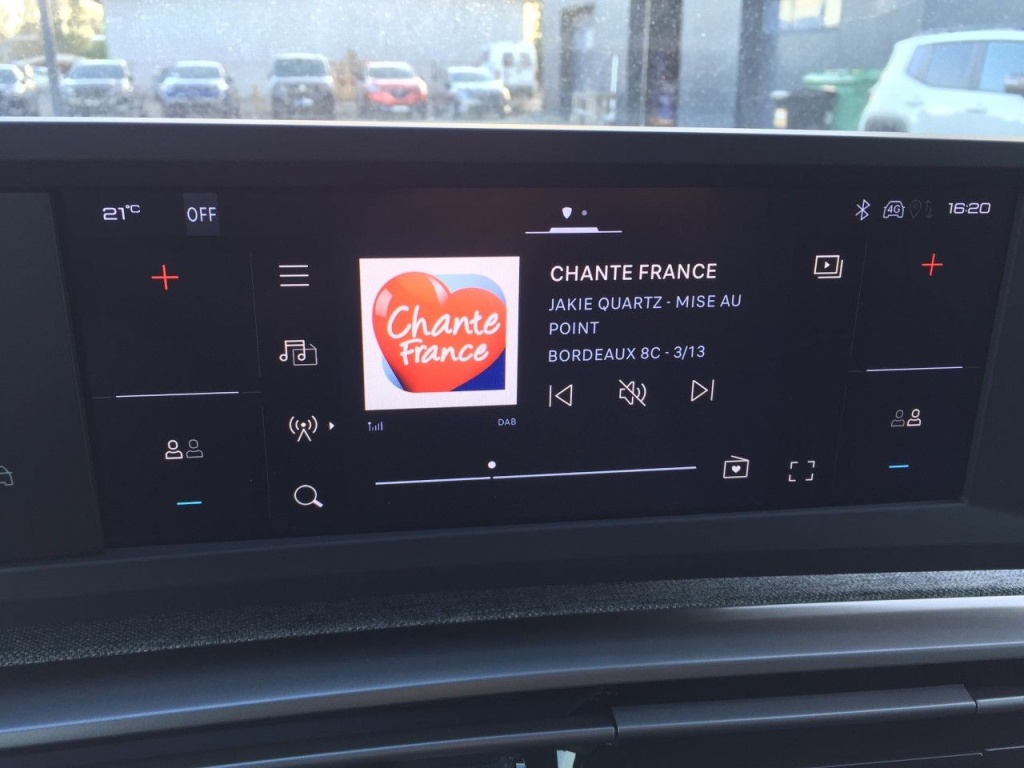 21°C
OFF
4G
16:20
Chante
France
CHANTE FRANCE
JAKIE QUARTZ - MISE AU
POINT
BORDEAUX 8C - 3/13
DAB